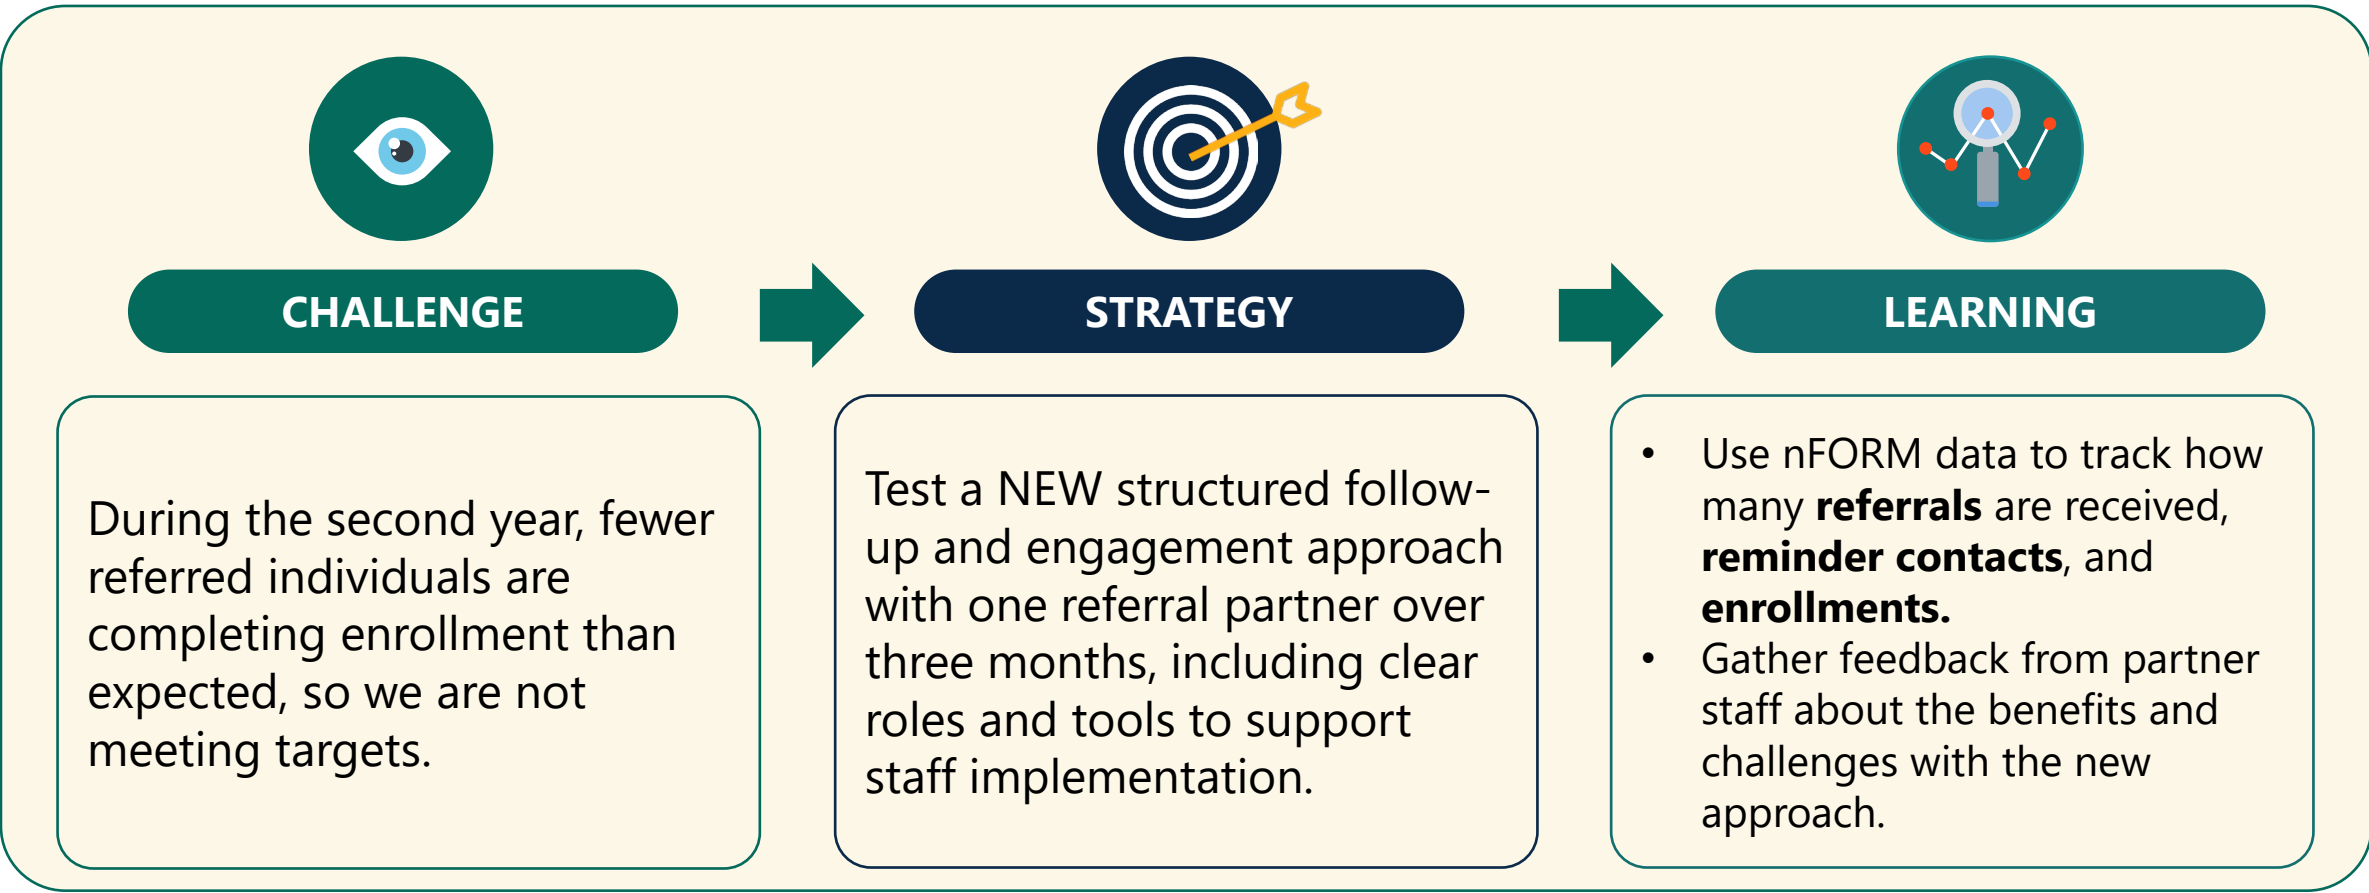 CHALLENGE
During the second year, fewer
referred individuals are
completing enrollment than
expected, so we are not
meeting targets.
STRATEGY
Test a NEW structured follow-
up and engagement approach
with one referral partner over
three months, including clear
roles and tools to support
staff implementation.
LEARNING
• Use nFORM data to track how
many referrals are received,
reminder contacts, and
enrollments.
• Gather feedback from partner
staff about the benefits and
challenges with the new
approach.